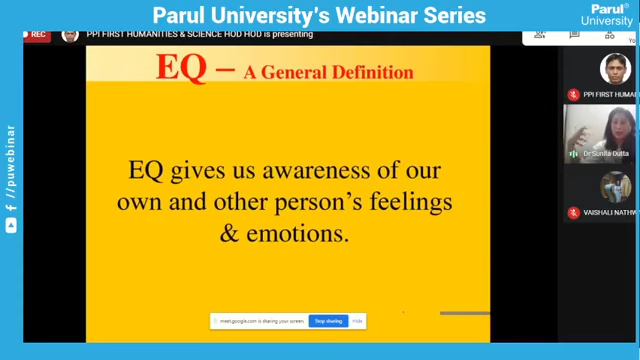 Parul University's Webinar Series
Parul®
University
REC
PPI FIRST HUMANITIES & SCIENCE HOD HOD is presenting
Yo
EQ – A General Definition
EQ gives us awareness of our
own and other person's feelings
& emotions.
meet.google.com is sharing your screen.
Stop sharing
Hide
PPI FIRST HUMAN
Dr Sunita Dutta
VAISHALI NATHW
/puwebinar